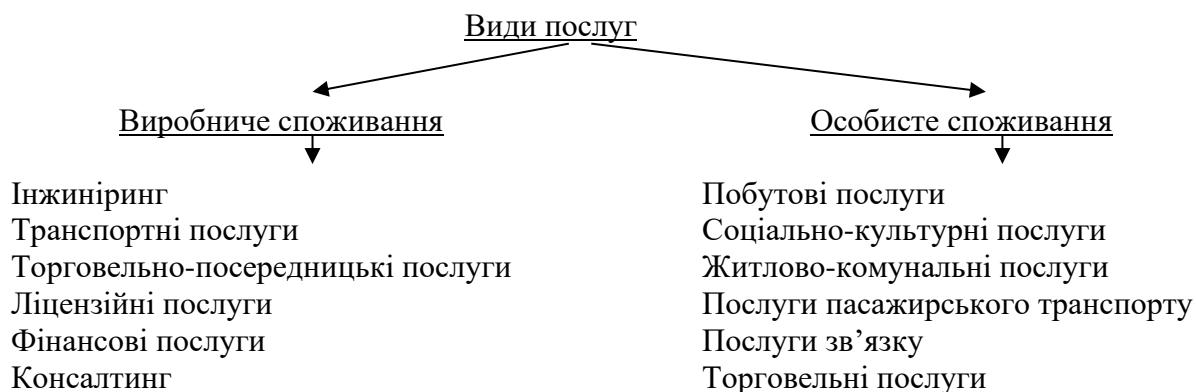 Види послуг
Виробниче споживання
Інжиніринг
Транспортні послуги
Торговельно-посередницькі послуги
Ліцензійні послуги
Фінансові послуги
Консалтинг
Особисте споживання
Побутові послуги
Соціально-культурні послуги
Житлово-комунальні послуги
Послуги пасажирського транспорту
Послуги зв’язку
Торговельні послуги